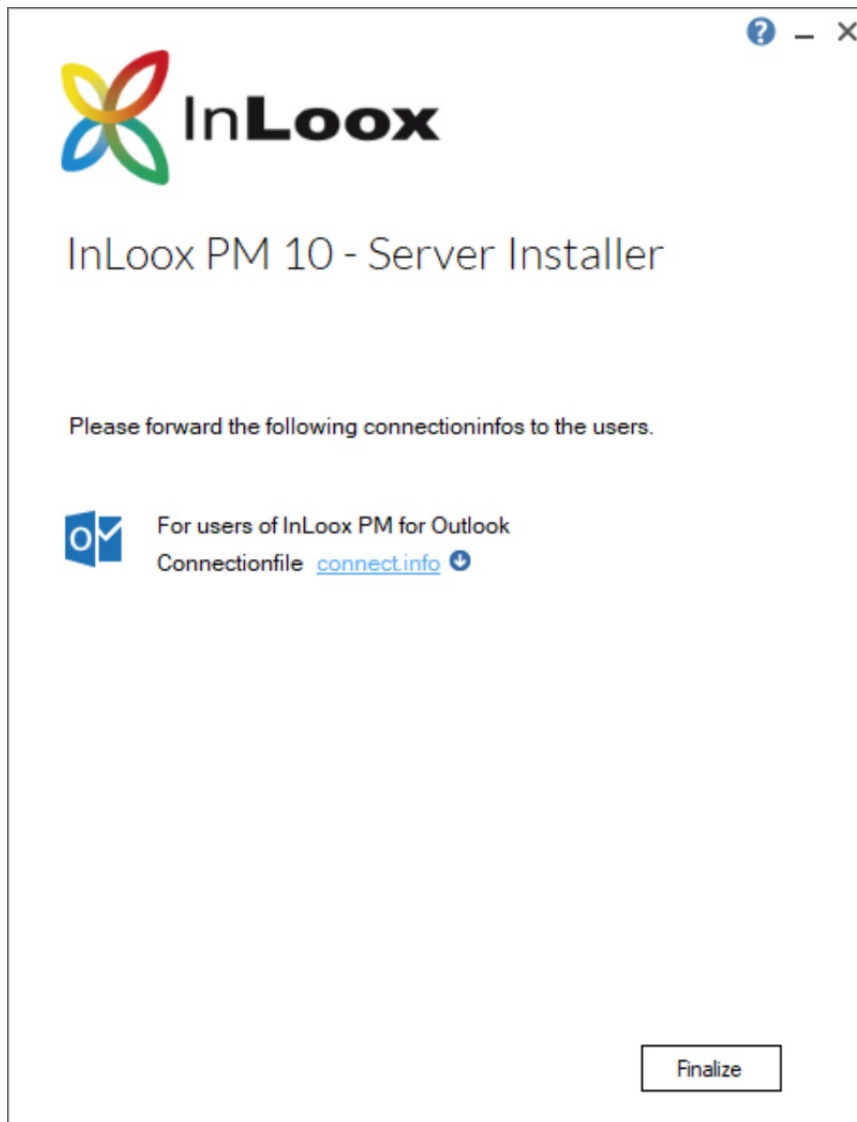 InLoox
InLoox PM 10 - Server Installer
Please forward the following connectioninfos to the users.
For users of InLoox PM for Outlook
Connectionfile connect.info
Finalize